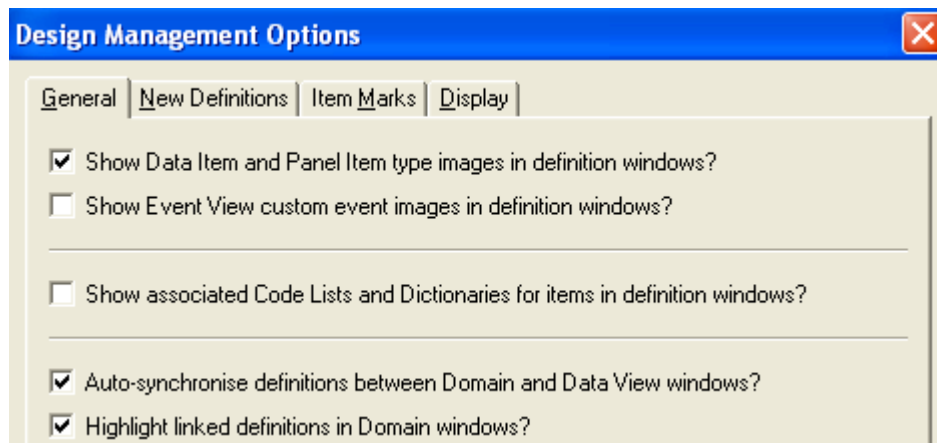 Design Management Options
General New Definitions Item Marks Display
Show Data Item and Panel Item type images in definition windows?
Show Event View custom event images in definition windows?
Show associated Code Lists and Dictionaries for items in definition windows?
Auto-synchronise definitions between Domain and Data View windows?
Highlight linked definitions in Domain windows?